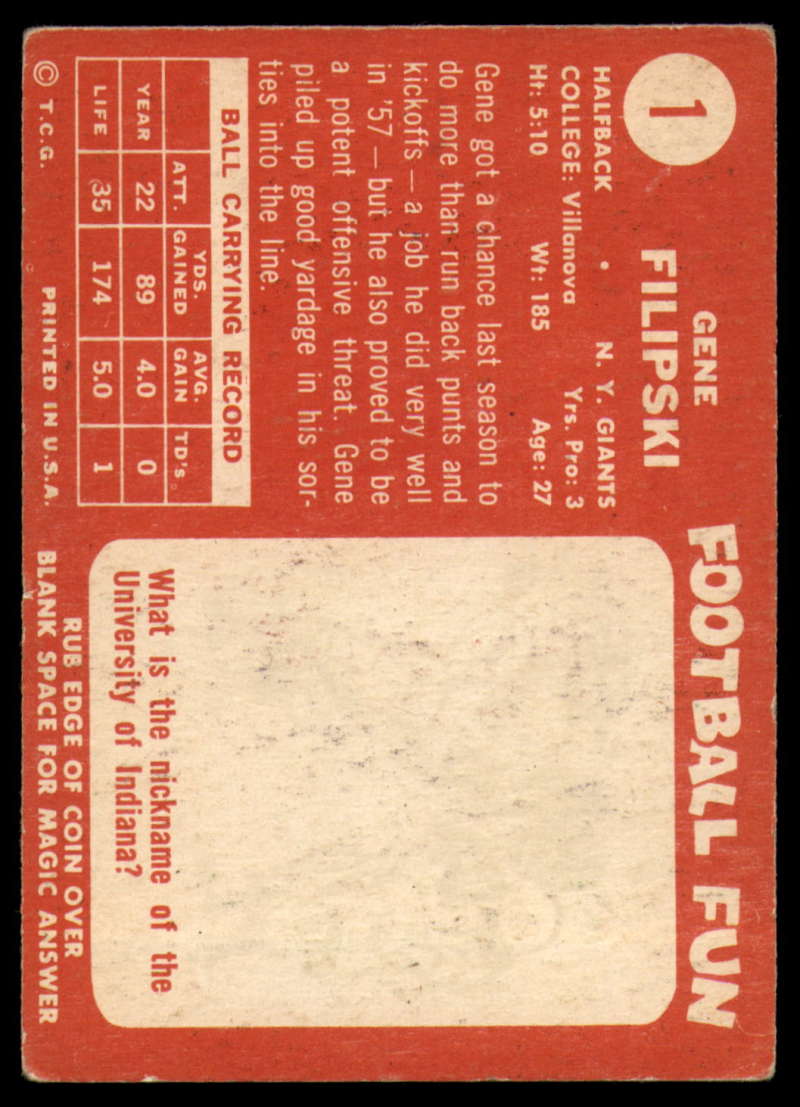 1
GENE
FILIPSKI
HALFBACK • N. Y. GIANTS
COLLEGE: Villanova Yrs. Pro: 3
Ht: 5:10 Wt: 185 Age: 27
Gene got a chance last season to
do more than run back punts and
kickoffs — a job he did very well
in '57 — but he also proved to be
a potent offensive threat. Gene
piled up good yardage in his sor-
ties into the line.
BALL CARRYING RECORD
ATT. YDS. GAINED AVG. GAIN TD's
YEAR 22 89 4.0 0
LIFE 35 174 5.0 1
© T.C.G. PRINTED IN U.S.A.
FOOTBALL FUN
What is the nickname of the
University of Indiana?
RUB EDGE OF COIN OVER
BLANK SPACE FOR MAGIC ANSWER